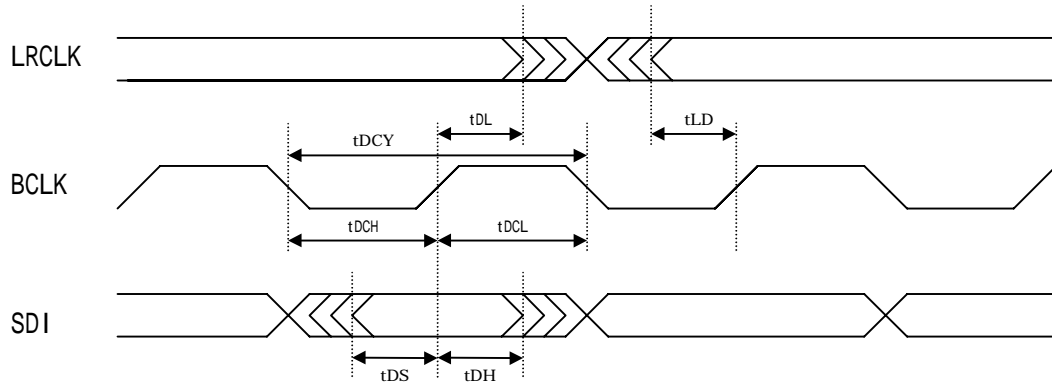 LRCLK
tDL
tLD
tDCY
BCLK
tDCH
tDCL
SDI
tDS
tDH